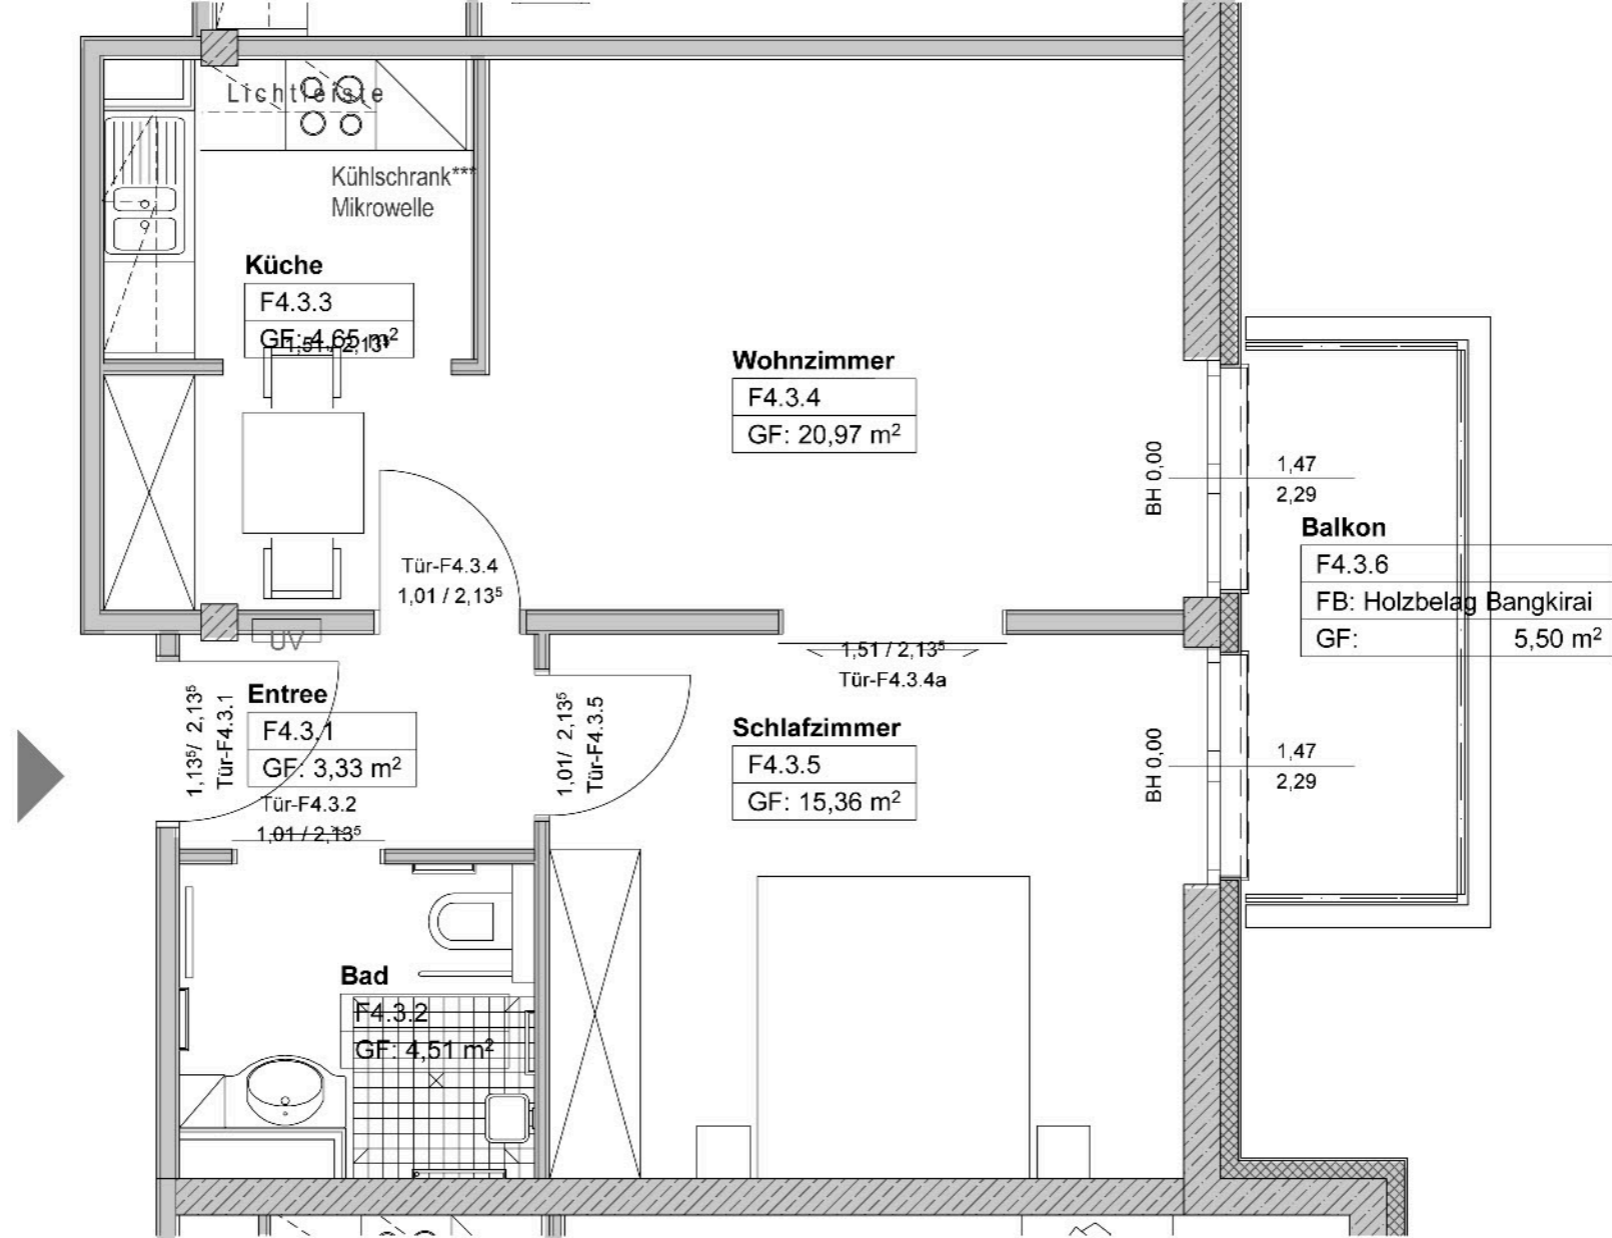 Lichtleiste
Kühlschrank***
Mikrowelle
Küche
F4.3.3
GF: 4,65 m²
1,51 / 2,13⁵
Wohnzimmer
F4.3.4
GF: 20,97 m²
BH 0,00
1,47
2,29
Balkon
F4.3.6
FB: Holzbelag Bangkirai
GF: 5,50 m²
Tür-F4.3.4
1,01 / 2,13⁵
UV
1,51 / 2,13⁵
Tür-F4.3.4a
Entree
F4.3.1
GF: 3,33 m²
1,13⁵/ 2,13⁵
Tür-F4.3.1
Tür-F4.3.2
1,01 / 2,13⁵
1,01/ 2,13⁵
Tür-F4.3.5
Schlafzimmer
F4.3.5
GF: 15,36 m²
BH 0,00
1,47
2,29
Bad
F4.3.2
GF: 4,51 m²